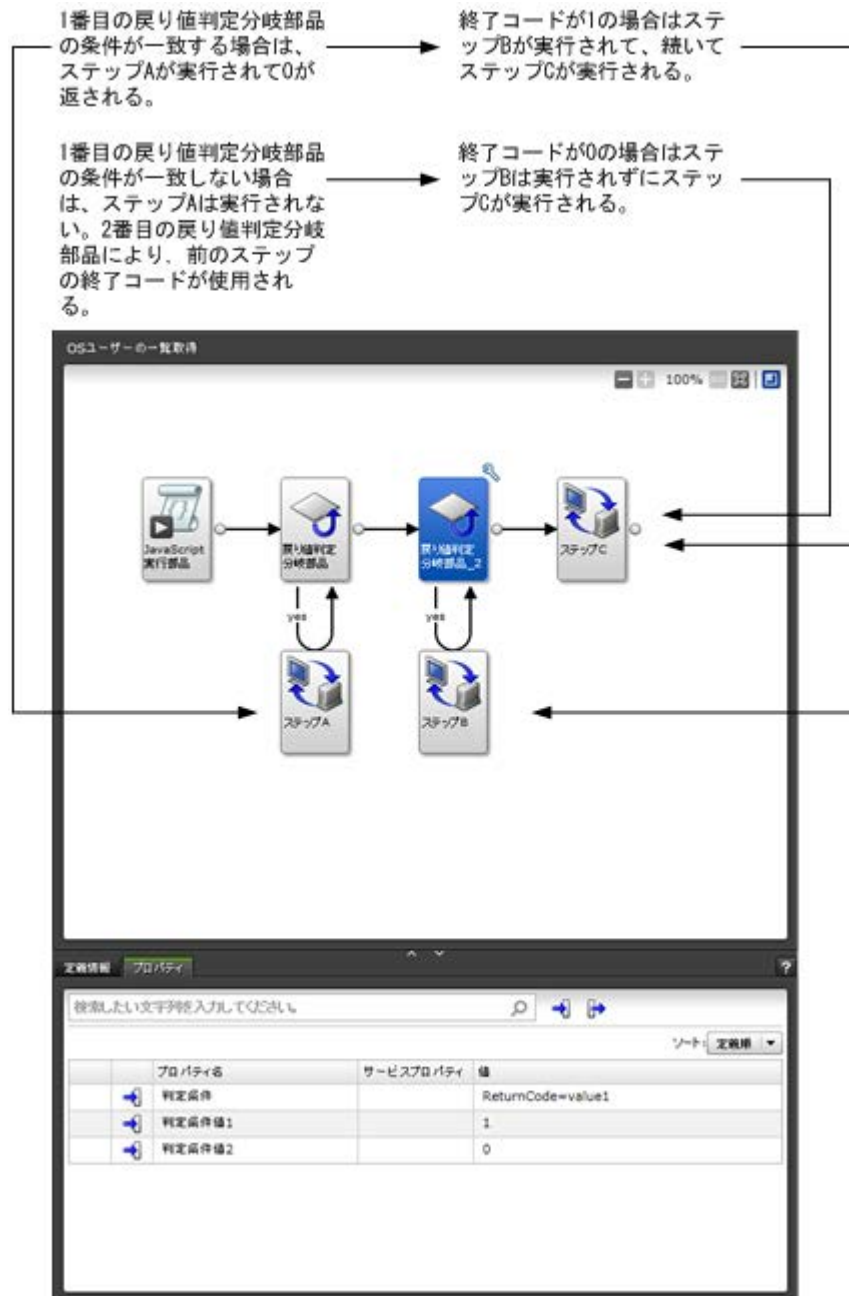 1番目の戻り値判定分岐部品
の条件が一致する場合は、
ステップAが実行されて0が
返される。
終了コードが1の場合はステ
ップBが実行されて、続いて
ステップCが実行される。
1番目の戻り値判定分岐部品
の条件が一致しない場合
は、ステップAは実行されな
い。2番目の戻り値判定分岐
部品により、前のステップ
の終了コードが使用され
る。
終了コードが0の場合はステ
ップBは実行されずにステッ
プCが実行される。
OSユーザーの一覧取得
100%
JavaScript
実行部品
戻り値判定
分岐部品
戻り値判定
分岐部品_2
ステップC
yes
yes
ステップA
ステップB
定義情報
プロパティ
?
検索したい文字列を入力してください。
ソート: 定義順
プロパティ名 サービスプロパティ 値
判定条件 ReturnCode=value1
判定条件値1 1
判定条件値2 0